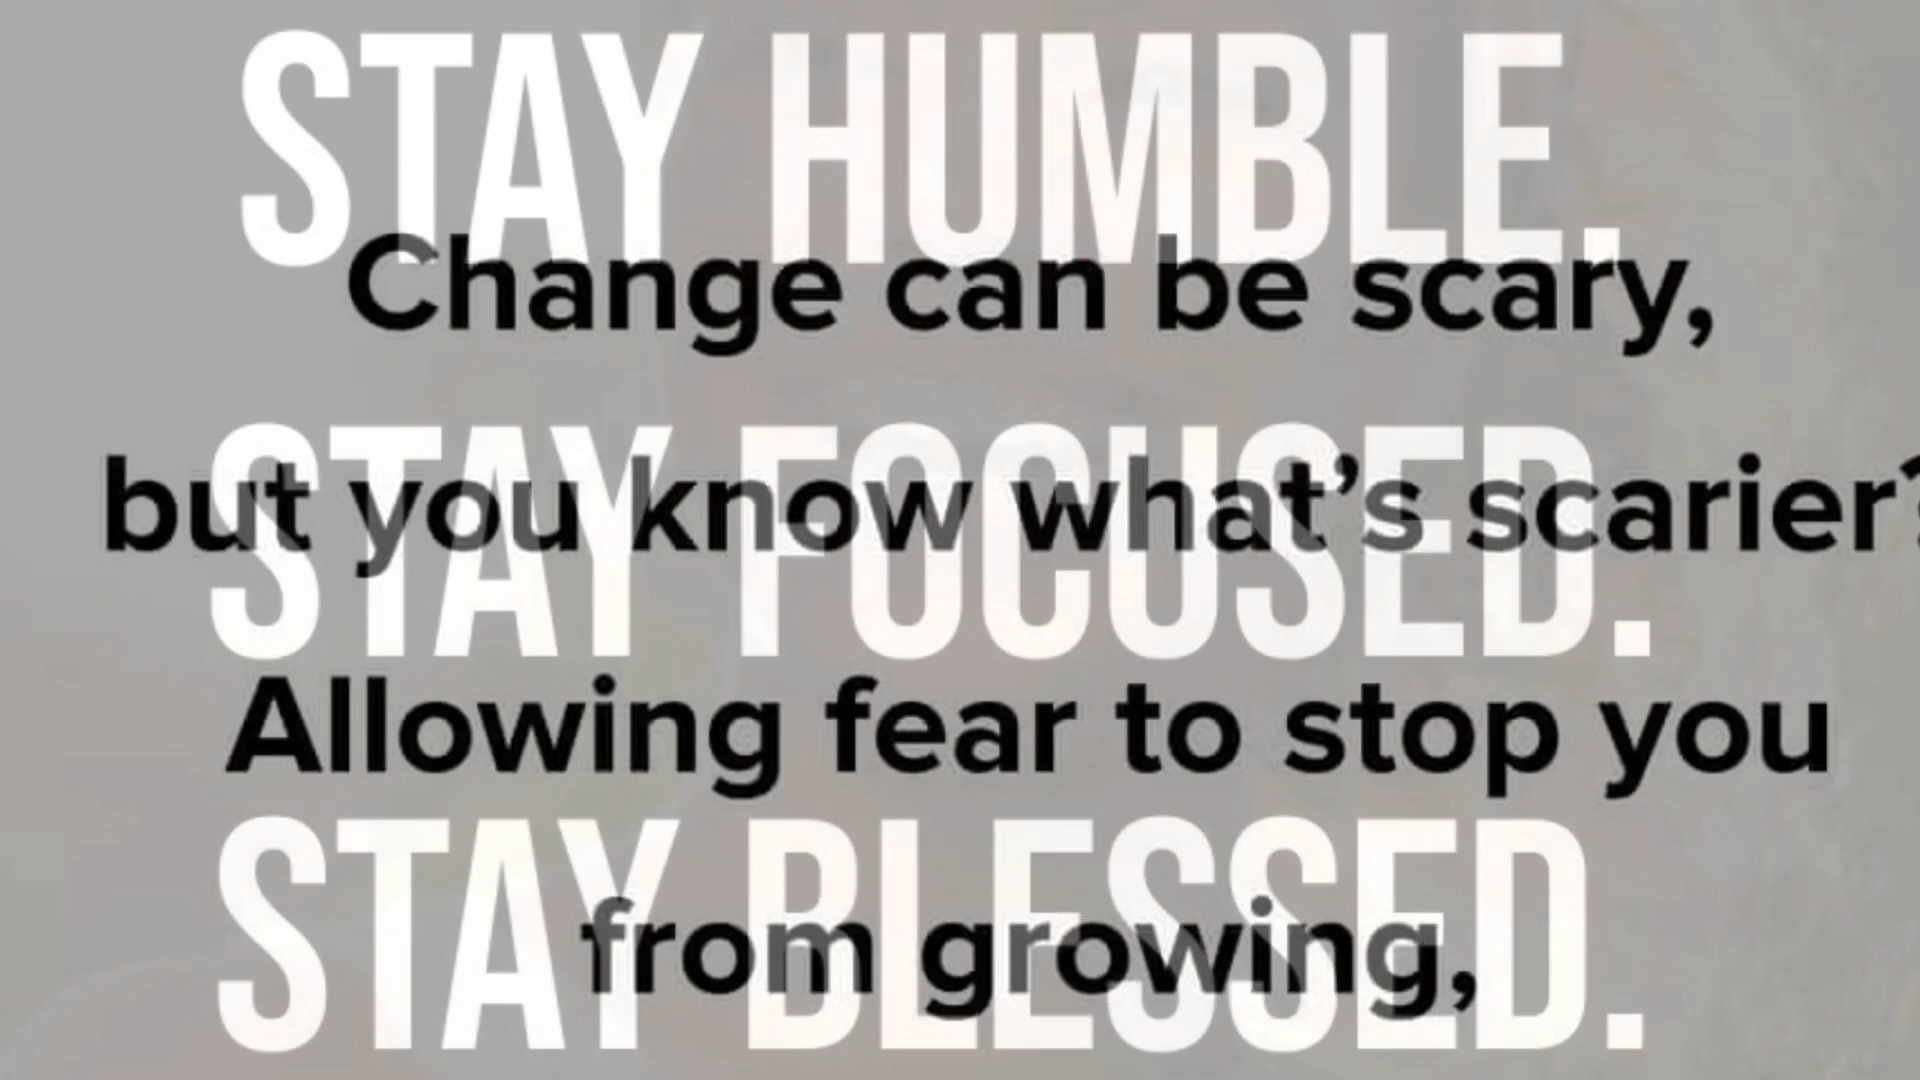 STAY HUMBLE.
Change can be scary,
STAY FOCUSED.
but you know what’s scarier?
Allowing fear to stop you
STAY BLESSED.
from growing,